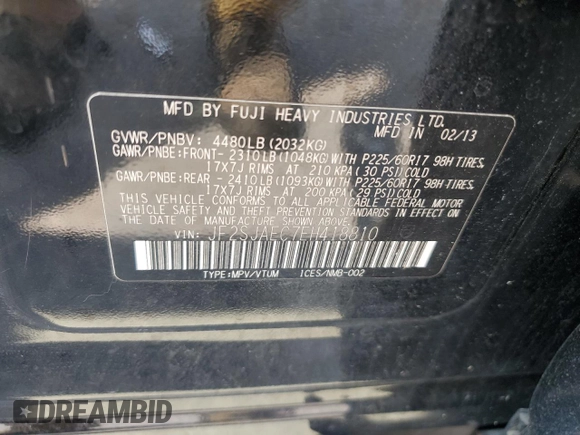 MFD BY FUJI HEAVY INDUSTRIES LTD.
MFD IN 02/13
GVWR/PNBV: 4480LB(2032KG)
GAWR/PNBE:FRONT- 2310LB(1048KG)WITH P225/60R17 98H TIRES.
17X7J RIMS AT 210 KPA(30 PSI)COLD
GAWR/PNBE:REAR - 2410LB(1093KG)WITH P225/60R17 98H TIRES.
17X7J RIMS AT 200 KPA(29 PSI)COLD
THIS VEHICLE CONFORMS TO ALL APPLICABLE FEDERAL MOTOR
VEHICLE SAFETY AND THEFT PREVENTION STANDARDS IN EFFECT
ON THE DATE OF MANUFACTURE SHOWN ABOVE.
VIN:
TYPE:MPV/VTUM ICES/NMB-002
DREAMBID